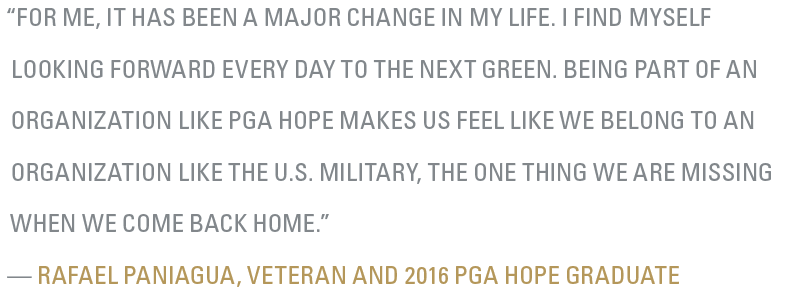 “FOR ME, IT HAS BEEN A MAJOR CHANGE IN MY LIFE. I FIND MYSELF
LOOKING FORWARD EVERY DAY TO THE NEXT GREEN. BEING PART OF AN
ORGANIZATION LIKE PGA HOPE MAKES US FEEL LIKE WE BELONG TO AN
ORGANIZATION LIKE THE U.S. MILITARY, THE ONE THING WE ARE MISSING
WHEN WE COME BACK HOME.”
— RAFAEL PANIAGUA, VETERAN AND 2016 PGA HOPE GRADUATE